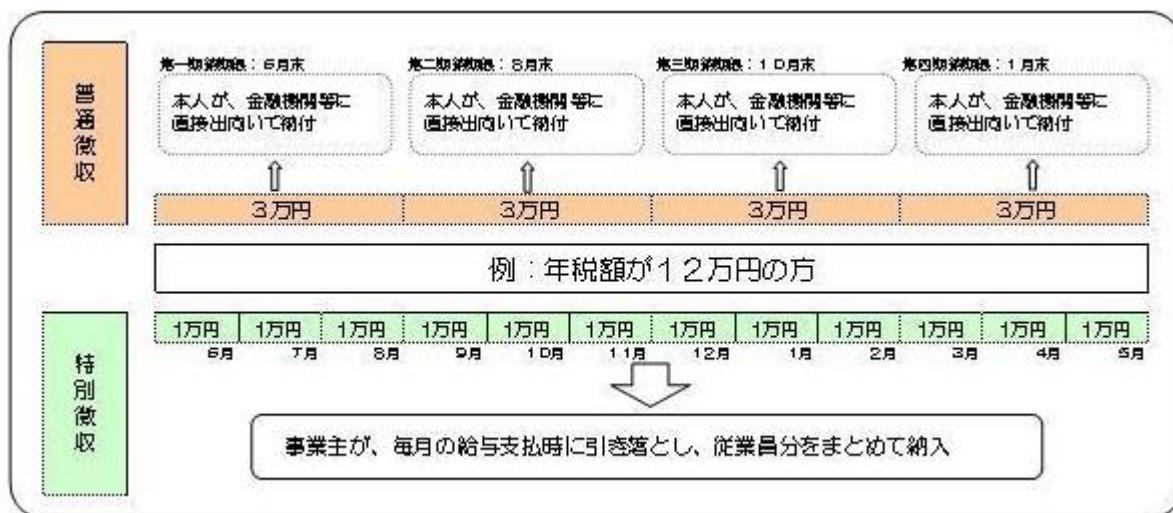 普通徴収
第一期納期限：６月末
第二期納期限：８月末
第三期納期限：１０月末
第四期納期限：１月末
本人が、金融機関等に
直接出向いて納付
本人が、金融機関等に
直接出向いて納付
本人が、金融機関等に
直接出向いて納付
本人が、金融機関等に
直接出向いて納付
３万円
３万円
３万円
３万円
例：年税額が１２万円の方
特別徴収
1万円
1万円
1万円
1万円
1万円
1万円
1万円
1万円
1万円
1万円
1万円
1万円
6月
7月
8月
9月
10月
11月
12月
1月
2月
3月
4月
5月
事業主が、毎月の給与支払時に引き落とし、従業員分をまとめて納入